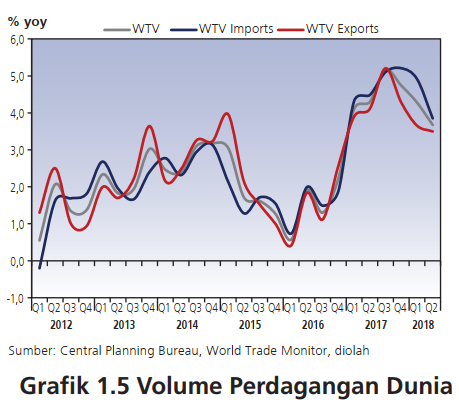 % yoy
WTV WTV Imports WTV Exports
6,0
5,0
4,0
3,0
2,0
1,0
0,0
-1,0
Q1 Q2 Q3 Q4 Q1 Q2 Q3 Q4 Q1 Q2 Q3 Q4 Q1 Q2 Q3 Q4 Q1 Q2 Q3 Q4 Q1 Q2 Q3 Q4 Q1 Q2
2012 2013 2014 2015 2016 2017 2018
Sumber: Central Planning Bureau, World Trade Monitor, diolah
Grafik 1.5 Volume Perdagangan Dunia